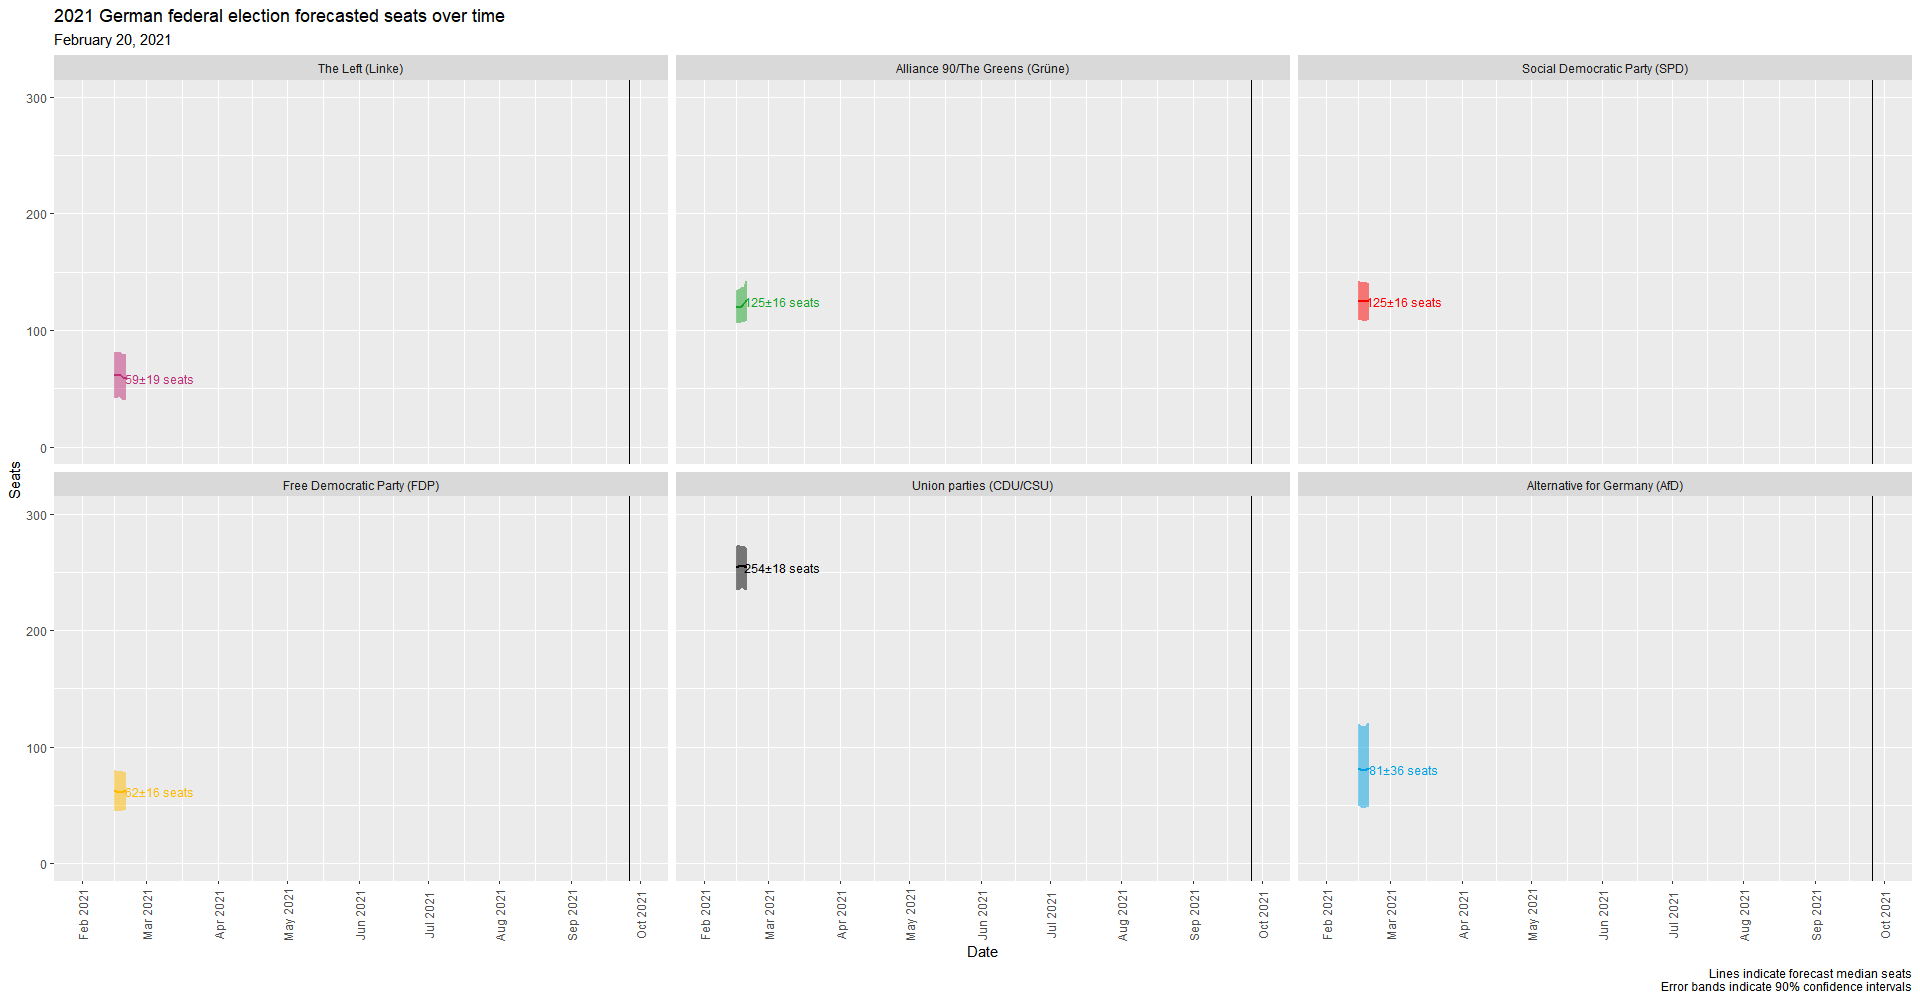 2021 German federal election forecasted seats over time
February 20, 2021
The Left (Linke)
Alliance 90/The Greens (Grüne)
Social Democratic Party (SPD)
300
200
100
0
59±19 seats
125±16 seats
125±16 seats
Seats
Free Democratic Party (FDP)
Union parties (CDU/CSU)
Alternative for Germany (AfD)
300
200
100
0
62±16 seats
254±18 seats
81±36 seats
Feb 2021
Mar 2021
Apr 2021
May 2021
Jun 2021
Jul 2021
Aug 2021
Sep 2021
Oct 2021
Feb 2021
Mar 2021
Apr 2021
May 2021
Jun 2021
Jul 2021
Aug 2021
Sep 2021
Oct 2021
Feb 2021
Mar 2021
Apr 2021
May 2021
Jun 2021
Jul 2021
Aug 2021
Sep 2021
Oct 2021
Date
Lines indicate forecast median seats
Error bands indicate 90% confidence intervals